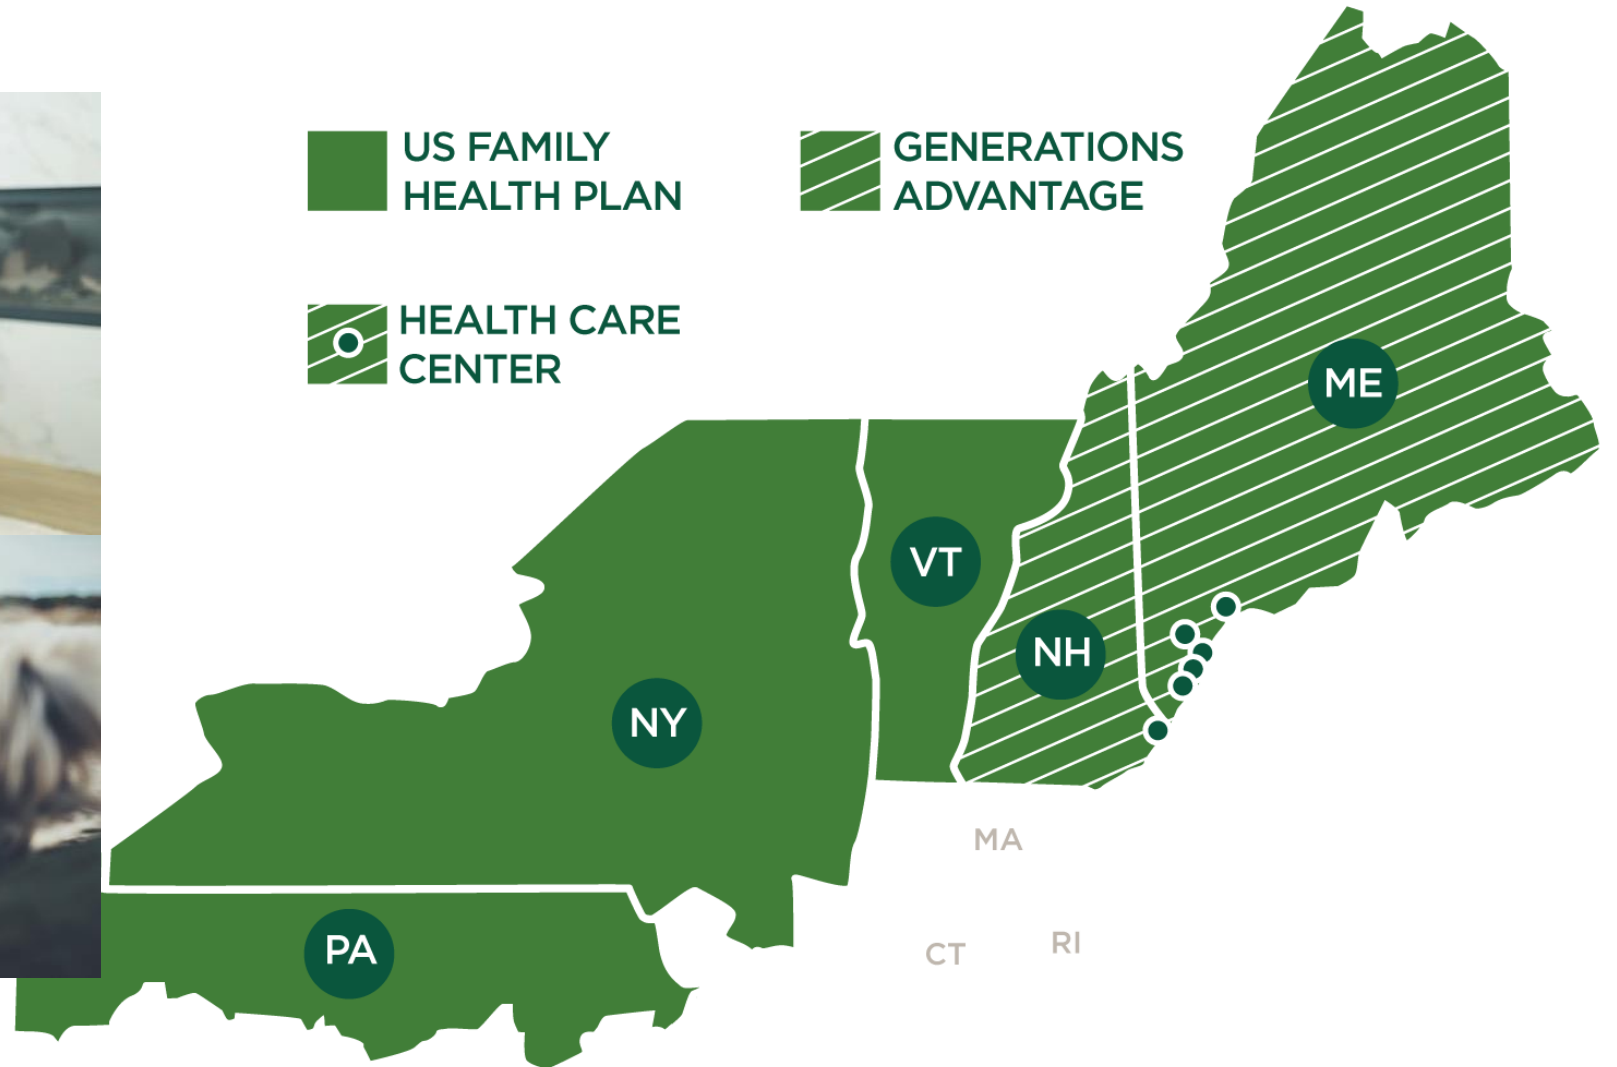 US FAMILY
HEALTH PLAN
GENERATIONS
ADVANTAGE
HEALTH CARE
CENTER
ME
VT
NH
NY
MA
RI
CT
PA